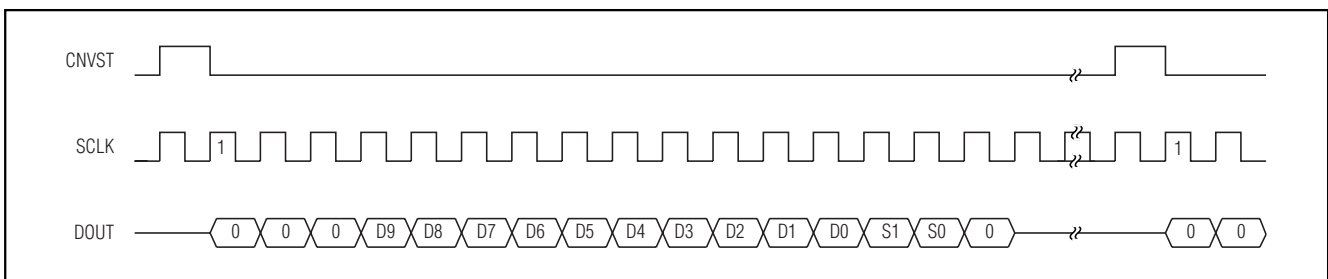 CNVST
SCLK 1 1
DOUT 0 0 0 D9 D8 D7 D6 D5 D4 D3 D2 D1 D0 S1 S0 0 0 0